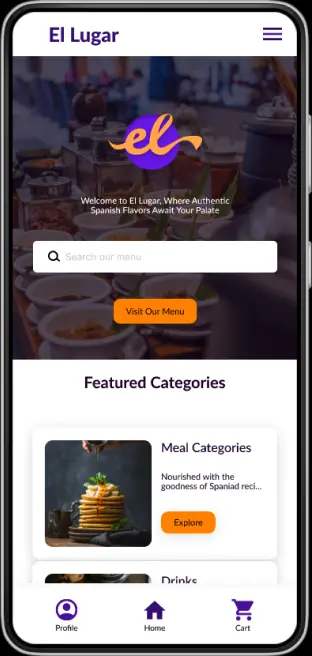 El Lugar
el
Welcome to El Lugar, Where Authentic
Spanish Flavors Await Your Palate
Search our menu
Visit Our Menu
Featured Categories
Meal Categories
Nourished with the
goodness of Spaniad reci...
Explore
Drinks
Profile
Home
Cart